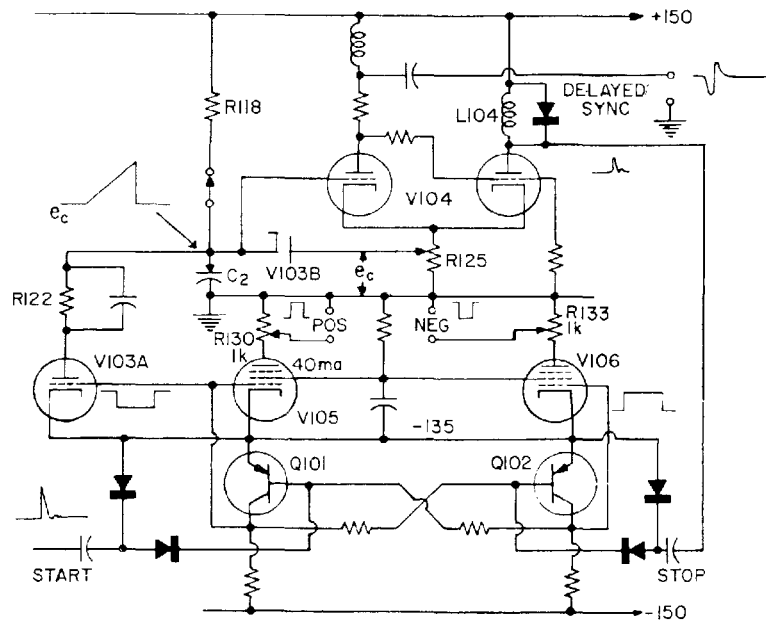 +150
R118
L104
DELAYED
SYNC
V104
e_c
V103B
e_c
R125
C2
R122
R130
1k
POS
NEG
R133
1k
V103A
40ma
V106
V105
-135
Q101
Q102
START
STOP
-150